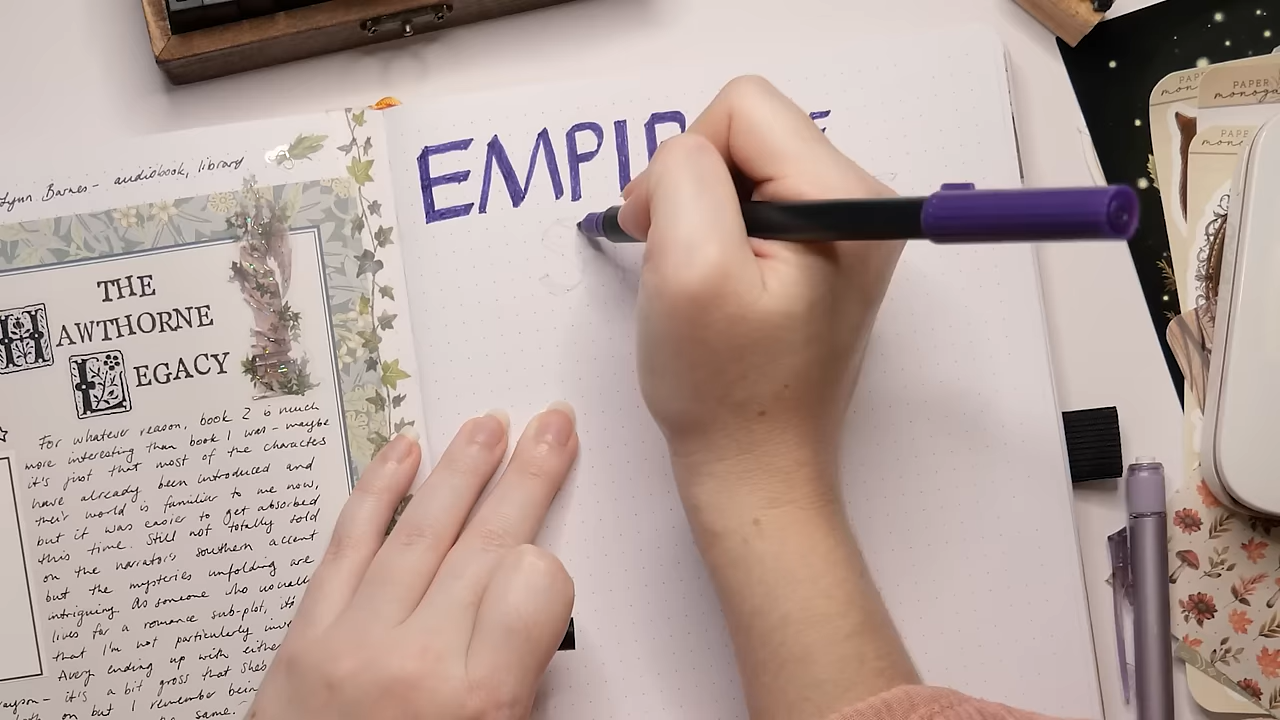 Lynn Barnes - audiobook, library
THE
HAWTHORNE
LEGACY
For whatever reason, book 2 is much
more interesting than book 1 was - maybe
it's just that most of the characters
have already been introduced and
their world is familiar to me now,
but it was easier to get absorbed
this time. Still not totally sold
on the narrator's southern accent
but the mysteries unfolding are
intriguing. As someone who usually
lives for a romance sub-plot, it's
that I'm not particularly
Avery ending up with
it's a bit gross that she's
on but I remember
the same.
EMPIR
S
PAPER
PAPER
PAPE